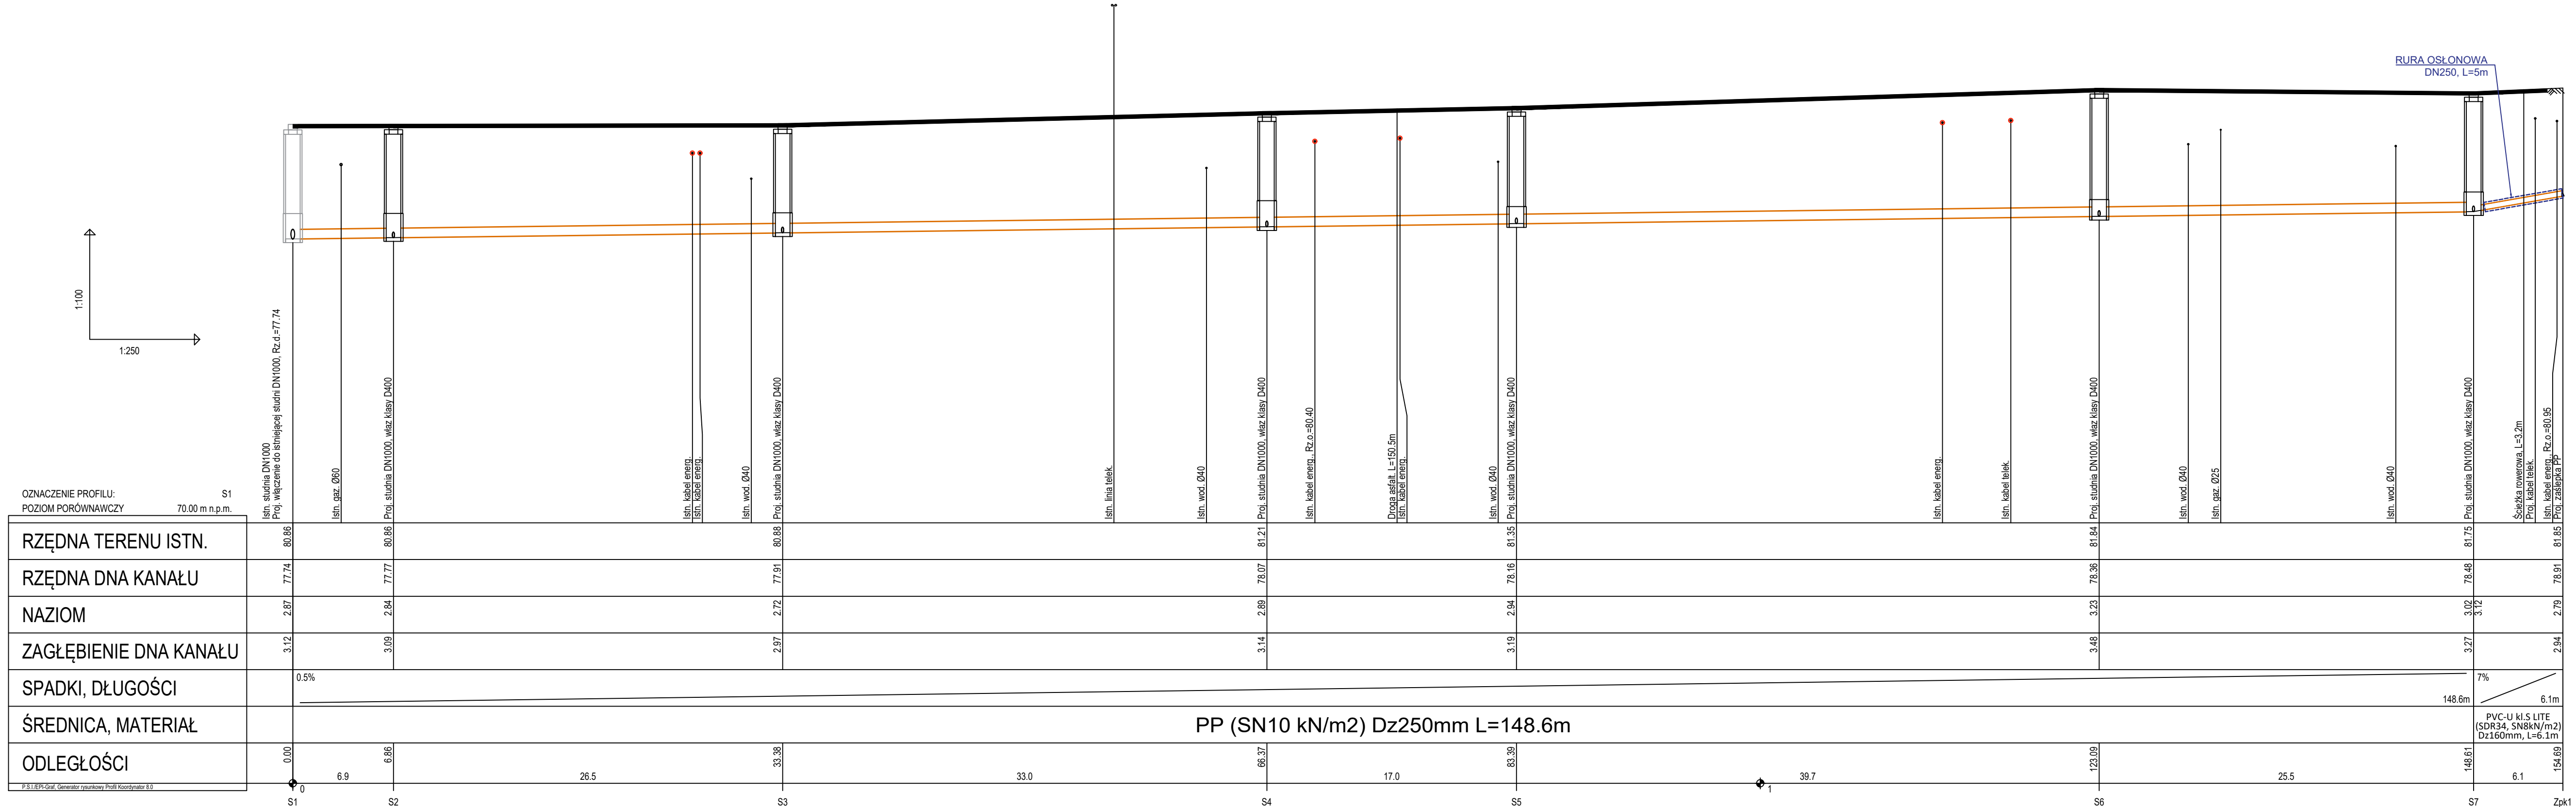 RURA OSŁONOWA
DN250, L=5m
1:100
1:250
Istn. studnia DN1000
Proj. włączenie do istniejącej studni DN1000, Rz.d.=77.74
Istn. gaz. Ø60
Proj. studnia DN1000, właz klasy D400
Istn. kabel energ.
Istn. kabel energ.
Istn. wod. Ø40
Proj. studnia DN1000, właz klasy D400
Istn. linia telek.
Istn. wod. Ø40
Proj. studnia DN1000, właz klasy D400
Istn. kabel energ., Rz.o.=80.40
Droga asfalt. L=150.5m
Istn. kabel energ.
Istn. wod. Ø40
Proj. studnia DN1000, właz klasy D400
Istn. kabel energ.
Istn. kabel telek.
Proj. studnia DN1000, właz klasy D400
Istn. wod. Ø40
Istn. gaz. Ø25
Istn. wod. Ø40
Proj. studnia DN1000, właz klasy D400
Ścieżka rowerowa, L=3.2m
Proj. kabel telek.
Istn. kabel energ., Rz.o.=80.95
Proj. zaślepka PP
OZNACZENIE PROFILU: S1
POZIOM PORÓWNAWCZY 70.00 m n.p.m.
RZĘDNA TERENU ISTN. 80.86 80.86 80.88 81.21 81.35 81.84 81.75 81.85
RZĘDNA DNA KANAŁU 77.74 77.77 77.91 78.07 78.16 78.36 78.48 78.91
NAZIOM 2.87 2.84 2.72 2.89 2.94 3.23 3.02 3.12 2.79
ZAGŁĘBIENIE DNA KANAŁU 3.12 3.09 2.97 3.14 3.19 3.48 3.27 2.94
SPADKI, DŁUGOŚCI 0.5% 148.6m 7% 6.1m
ŚREDNICA, MATERIAŁ PP (SN10 kN/m2) Dz250mm L=148.6m
PVC-U kl.S LITE
(SDR34, SN8kN/m2)
Dz160mm, L=6.1m
ODLEGŁOŚCI 0.00 6.86 33.38 66.37 83.39 123.09 148.61 154.69
6.9 26.5 33.0 17.0 39.7 25.5 6.1
P.S.I./EPI-Graf, Generator rysunkowy Profil Koordynator 8.0
0 1
S1 S2 S3 S4 S5 S6 S7 Zpk1